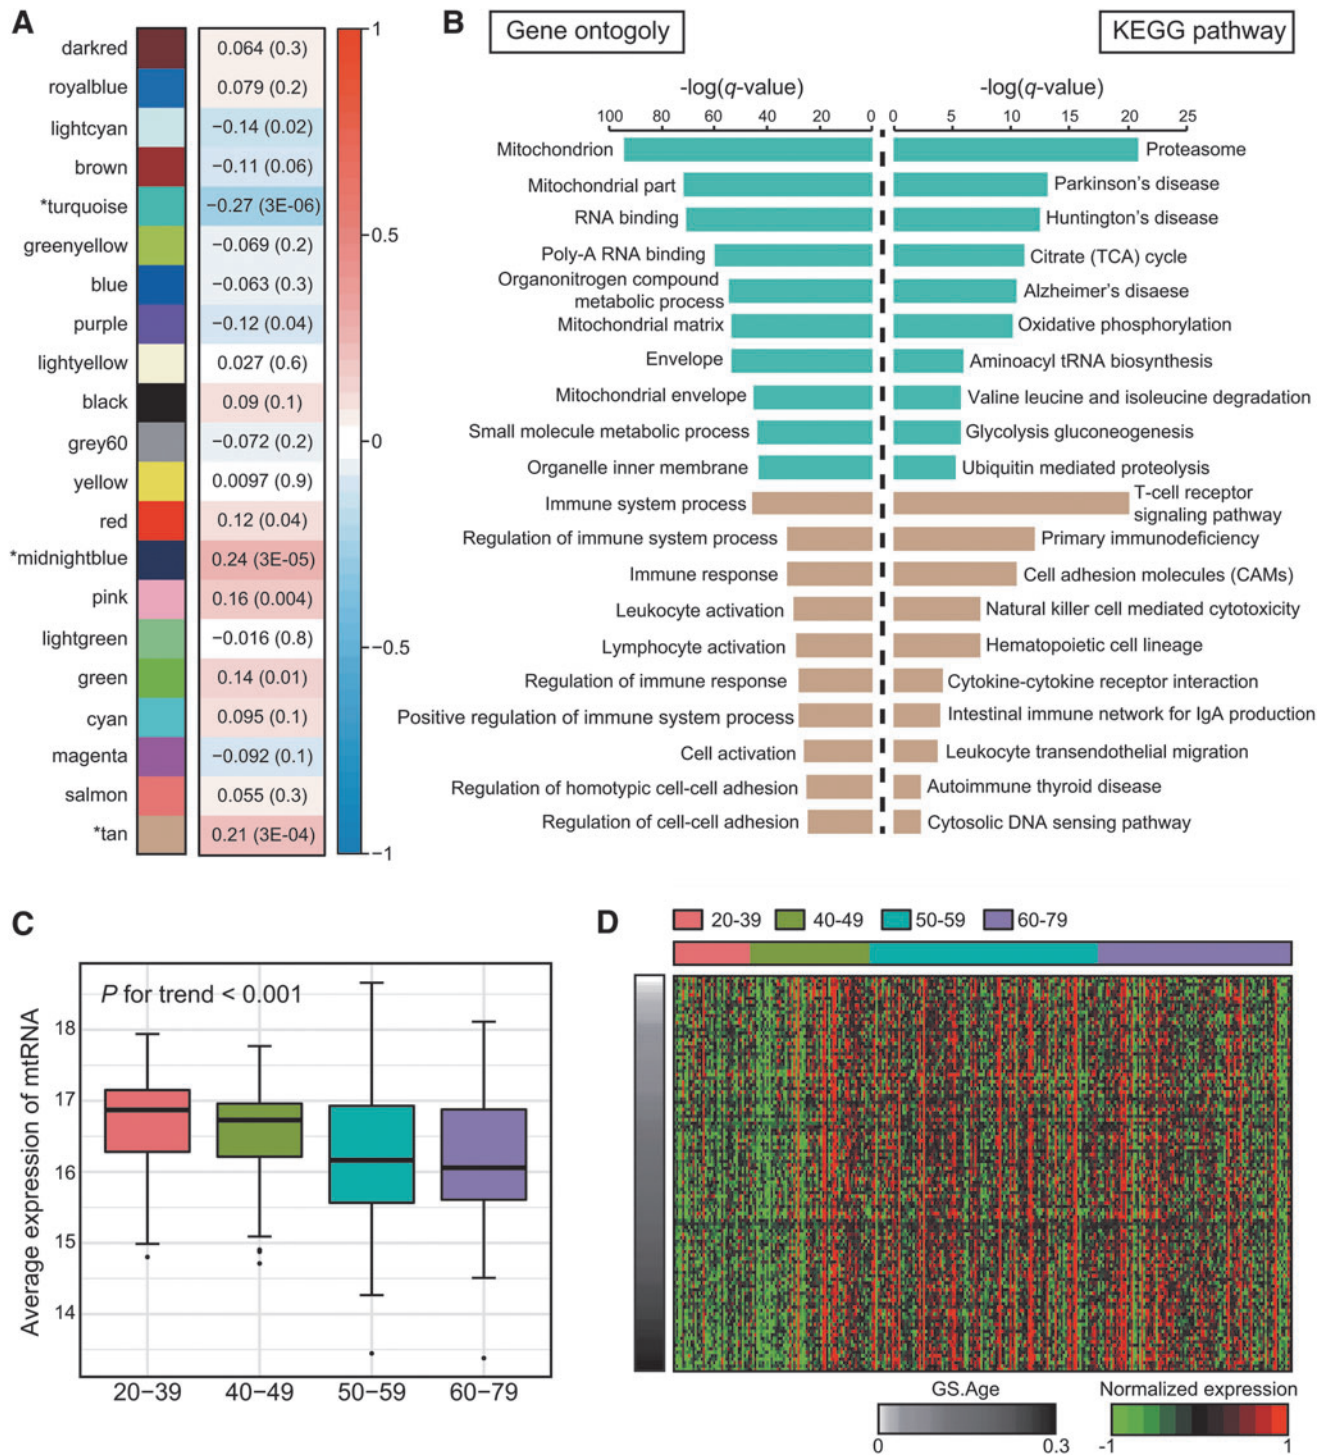 A
darkred
0.064 (0.3)
royalblue
0.079 (0.2)
lightcyan
−0.14 (0.02)
brown
−0.11 (0.06)
*turquoise
−0.27 (3E-06)
greenyellow
−0.069 (0.2)
blue
−0.063 (0.3)
purple
−0.12 (0.04)
lightyellow
0.027 (0.6)
black
0.09 (0.1)
grey60
−0.072 (0.2)
yellow
0.0097 (0.9)
red
0.12 (0.04)
*midnightblue
0.24 (3E-05)
pink
0.16 (0.004)
lightgreen
−0.016 (0.8)
green
0.14 (0.01)
cyan
0.095 (0.1)
magenta
−0.092 (0.1)
salmon
0.055 (0.3)
*tan
0.21 (3E-04)
1
0.5
0
−0.5
−1
B
Gene ontogoly
KEGG pathway
-log(q-value)
100 80 60 40 20 0
Mitochondrion
Mitochondrial part
RNA binding
Poly-A RNA binding
Organonitrogen compound
metabolic process
Mitochondrial matrix
Envelope
Mitochondrial envelope
Small molecule metabolic process
Organelle inner membrane
Immune system process
Regulation of immune system process
Immune response
Leukocyte activation
Lymphocyte activation
Regulation of immune response
Positive regulation of immune system process
Cell activation
Regulation of homotypic cell-cell adhesion
Regulation of cell-cell adhesion
-log(q-value)
0 5 10 15 20 25
Proteasome
Parkinson's disease
Huntington's disease
Citrate (TCA) cycle
Alzheimer's disaese
Oxidative phosphorylation
Aminoacyl tRNA biosynthesis
Valine leucine and isoleucine degradation
Glycolysis gluconeogenesis
Ubiquitin mediated proteolysis
T-cell receptor
signaling pathway
Primary immunodeficiency
Cell adhesion molecules (CAMs)
Natural killer cell mediated cytotoxicity
Hematopoietic cell lineage
Cytokine-cytokine receptor interaction
Intestinal immune network for IgA production
Leukocyte transendothelial migration
Autoimmune thyroid disease
Cytosolic DNA sensing pathway
C
P for trend < 0.001
Average expression of mtRNA
18
17
16
15
14
20−39 40−49 50−59 60−79
D
20-39 40-49 50-59 60-79
GS.Age
0 0.3
Normalized expression
-1 1